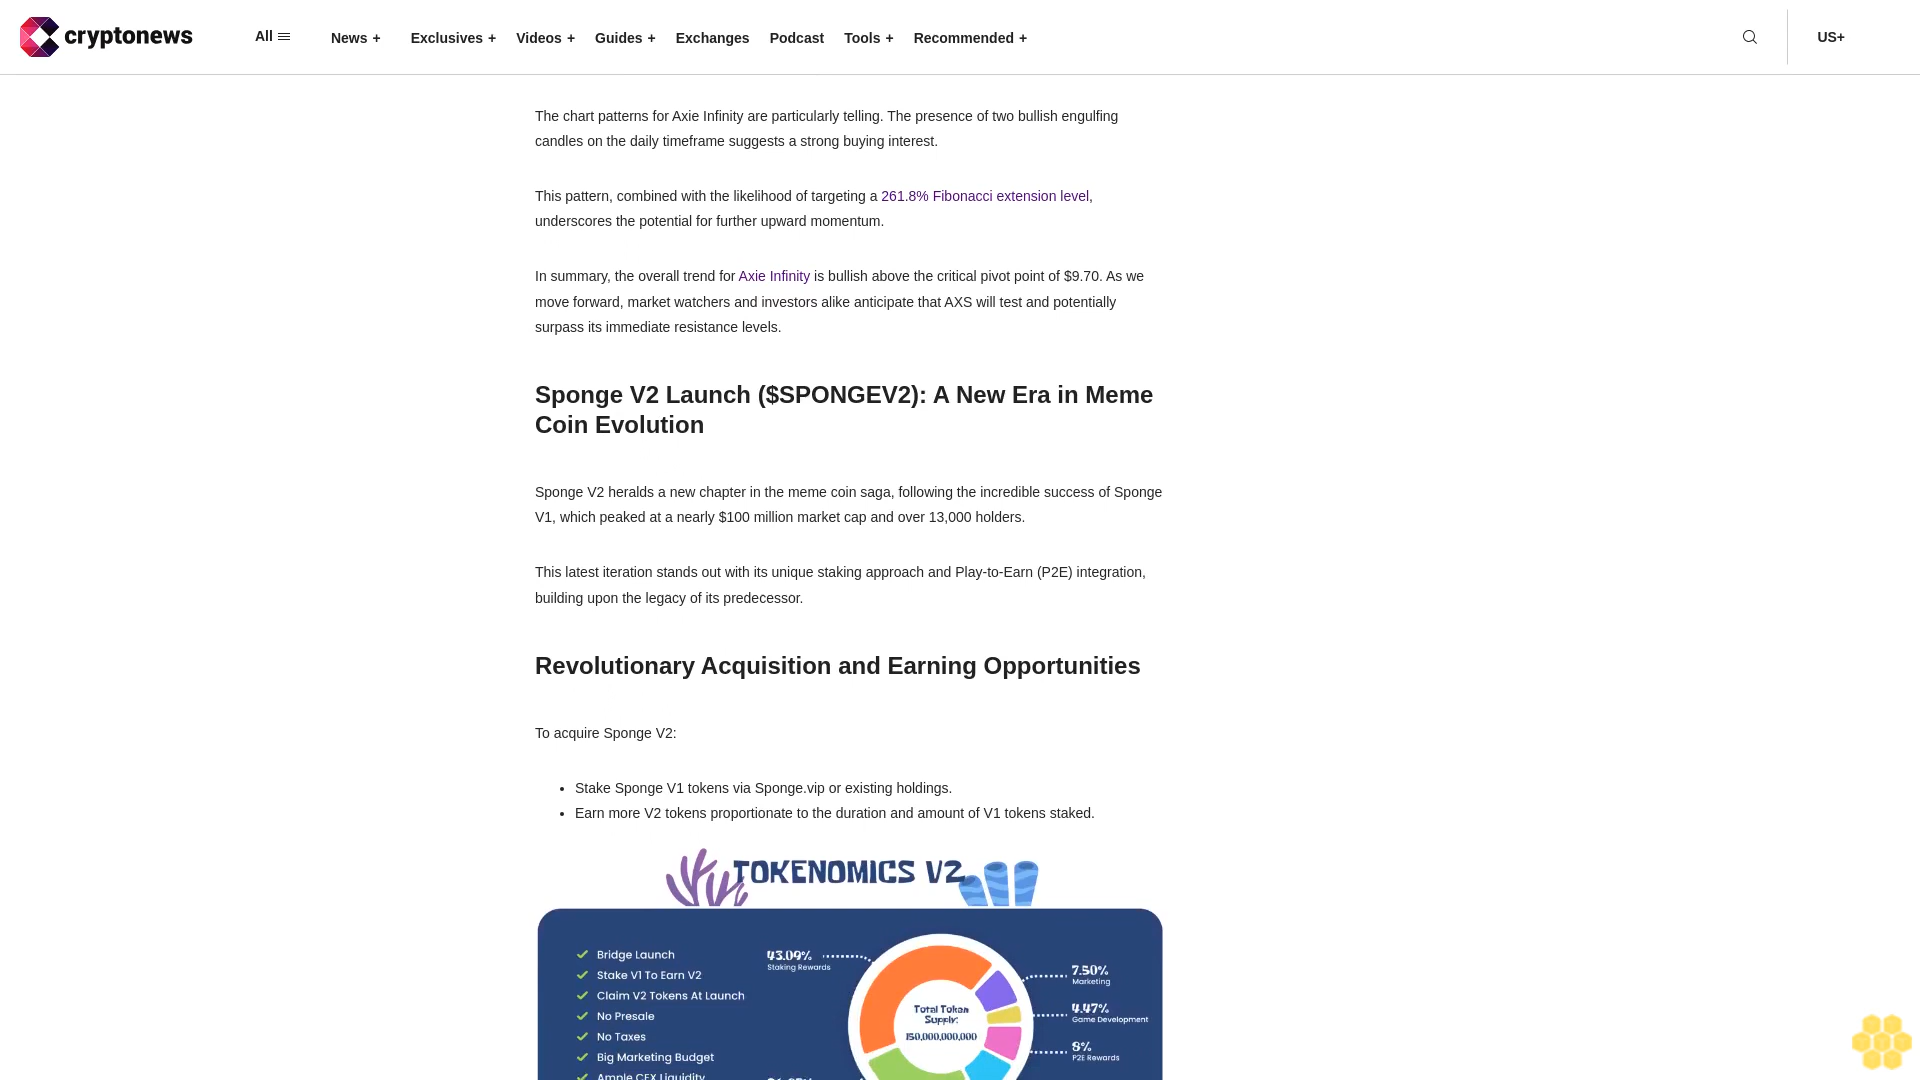 cryptonews
All
News +
Exclusives +
Videos +
Guides +
Exchanges
Podcast
Tools +
Recommended +
US+
The chart patterns for Axie Infinity are particularly telling. The presence of two bullish engulfing
candles on the daily timeframe suggests a strong buying interest.
This pattern, combined with the likelihood of targeting a 261.8% Fibonacci extension level,
underscores the potential for further upward momentum.
In summary, the overall trend for Axie Infinity is bullish above the critical pivot point of $9.70. As we
move forward, market watchers and investors alike anticipate that AXS will test and potentially
surpass its immediate resistance levels.
Sponge V2 Launch ($SPONGEV2): A New Era in Meme
Coin Evolution
Sponge V2 heralds a new chapter in the meme coin saga, following the incredible success of Sponge
V1, which peaked at a nearly $100 million market cap and over 13,000 holders.
This latest iteration stands out with its unique staking approach and Play-to-Earn (P2E) integration,
building upon the legacy of its predecessor.
Revolutionary Acquisition and Earning Opportunities
To acquire Sponge V2:
Stake Sponge V1 tokens via Sponge.vip or existing holdings.
Earn more V2 tokens proportionate to the duration and amount of V1 tokens staked.
TOKENOMICS V2
Bridge Launch
Stake V1 To Earn V2
Claim V2 Tokens At Launch
No Presale
No Taxes
Big Marketing Budget
Ample CEX Liquidity
43.09%
Staking Rewards
Total Token
Supply:
150,000,000,000
7.50%
Marketing
4.47%
Game Development
8%
P2E Rewards